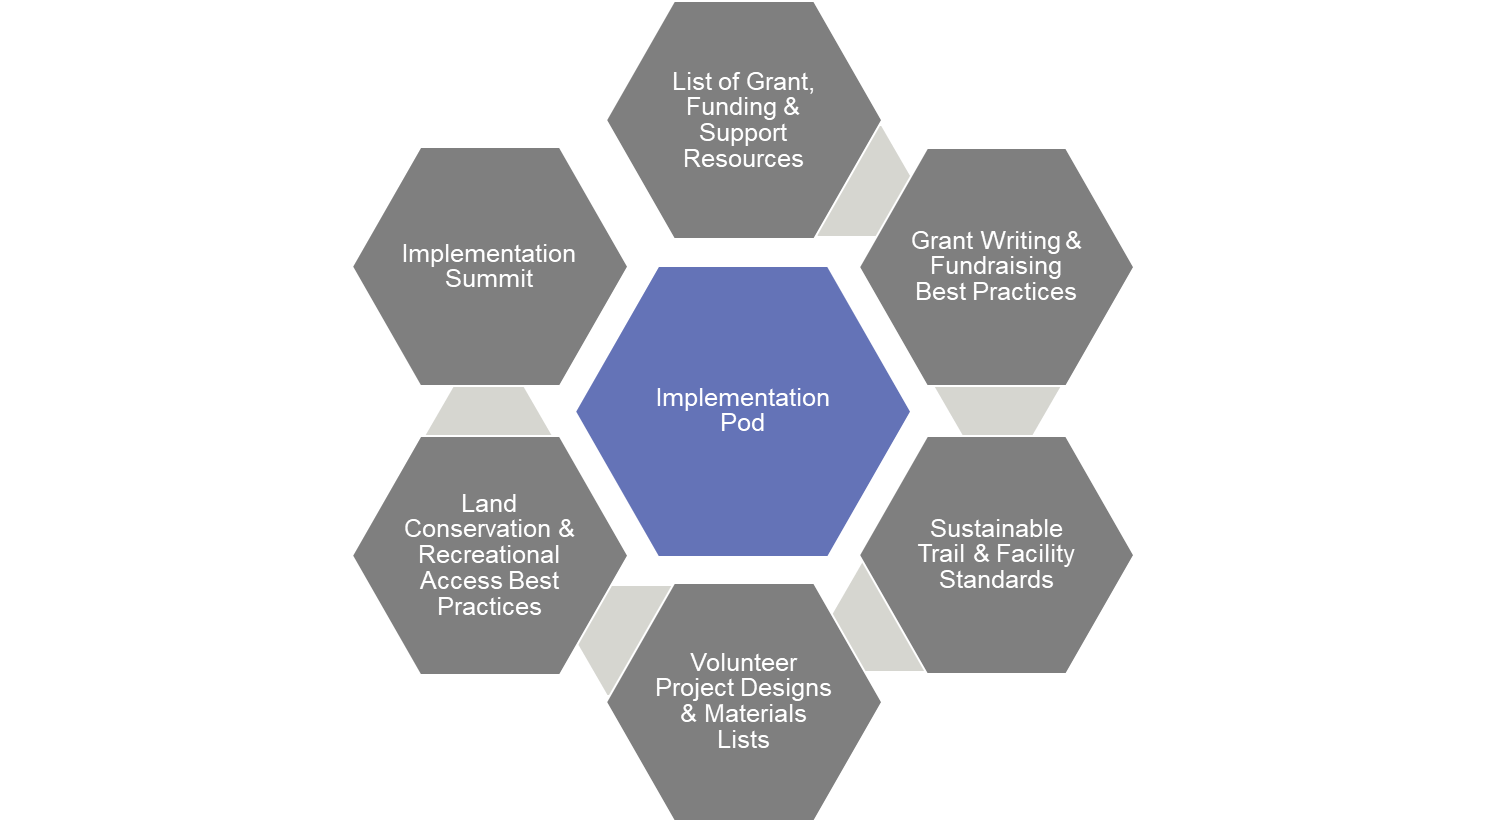 List of Grant,
Funding &
Support
Resources
Grant Writing &
Fundraising
Best Practices
Sustainable
Trail & Facility
Standards
Volunteer
Project Designs
& Materials
Lists
Land
Conservation &
Recreational
Access Best
Practices
Implementation
Summit
Implementation
Pod